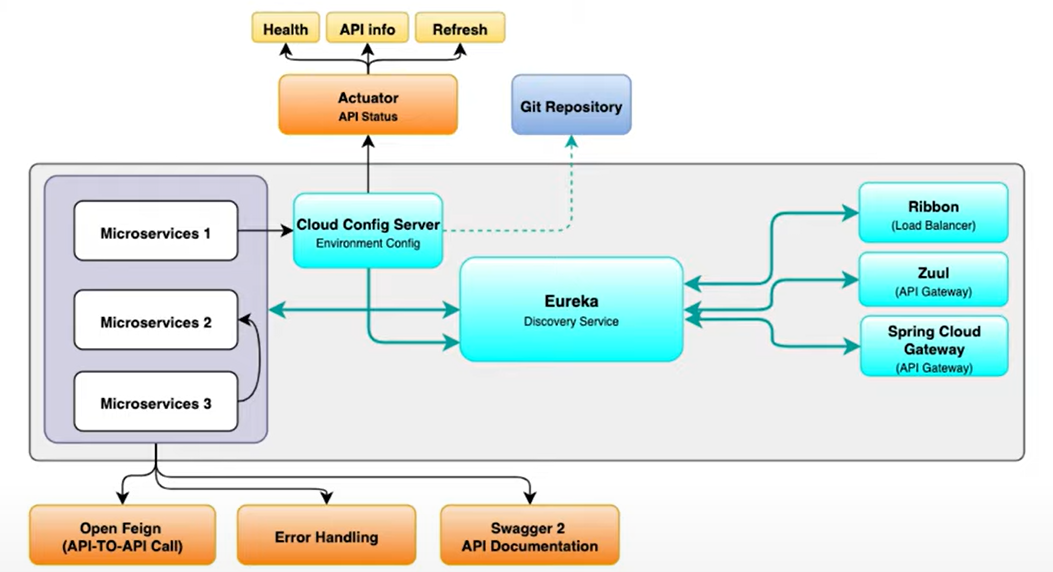 Health
API info
Refresh
Actuator
API Status
Git Repository
Microservices 1
Cloud Config Server
Environment Config
Ribbon
(Load Balancer)
Eureka
Discovery Service
Zuul
(API Gateway)
Microservices 2
Spring Cloud
Gateway
(API Gateway)
Microservices 3
Open Feign
(API-TO-API Call)
Error Handling
Swagger 2
API Documentation